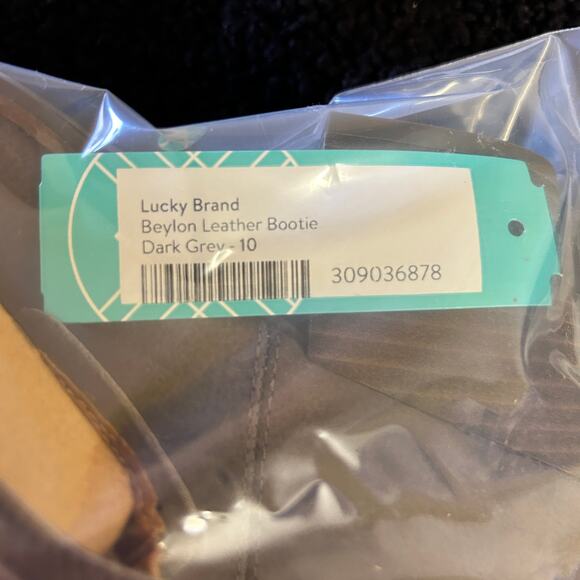 Lucky Brand
Beylon Leather Bootie
Dark Grey - 10
309036878